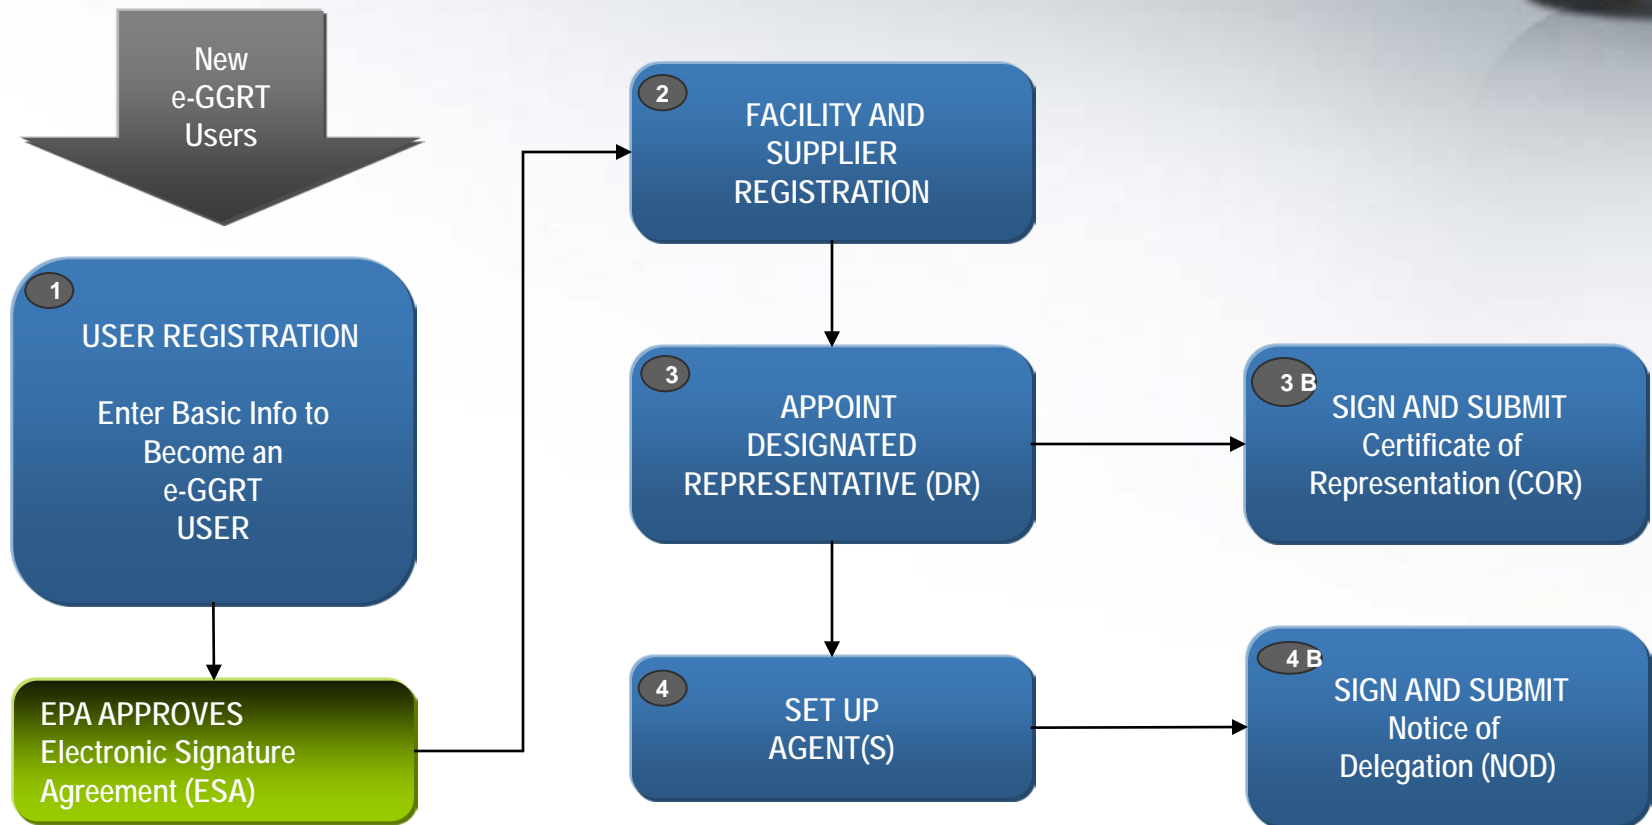 New
e-GGRT
Users
1
USER REGISTRATION
Enter Basic Info to
Become an
e-GGRT
USER
EPA APPROVES
Electronic Signature
Agreement (ESA)
2
FACILITY AND
SUPPLIER
REGISTRATION
3
APPOINT
DESIGNATED
REPRESENTATIVE (DR)
3 B
SIGN AND SUBMIT
Certificate of
Representation (COR)
4
SET UP
AGENT(S)
4 B
SIGN AND SUBMIT
Notice of
Delegation (NOD)